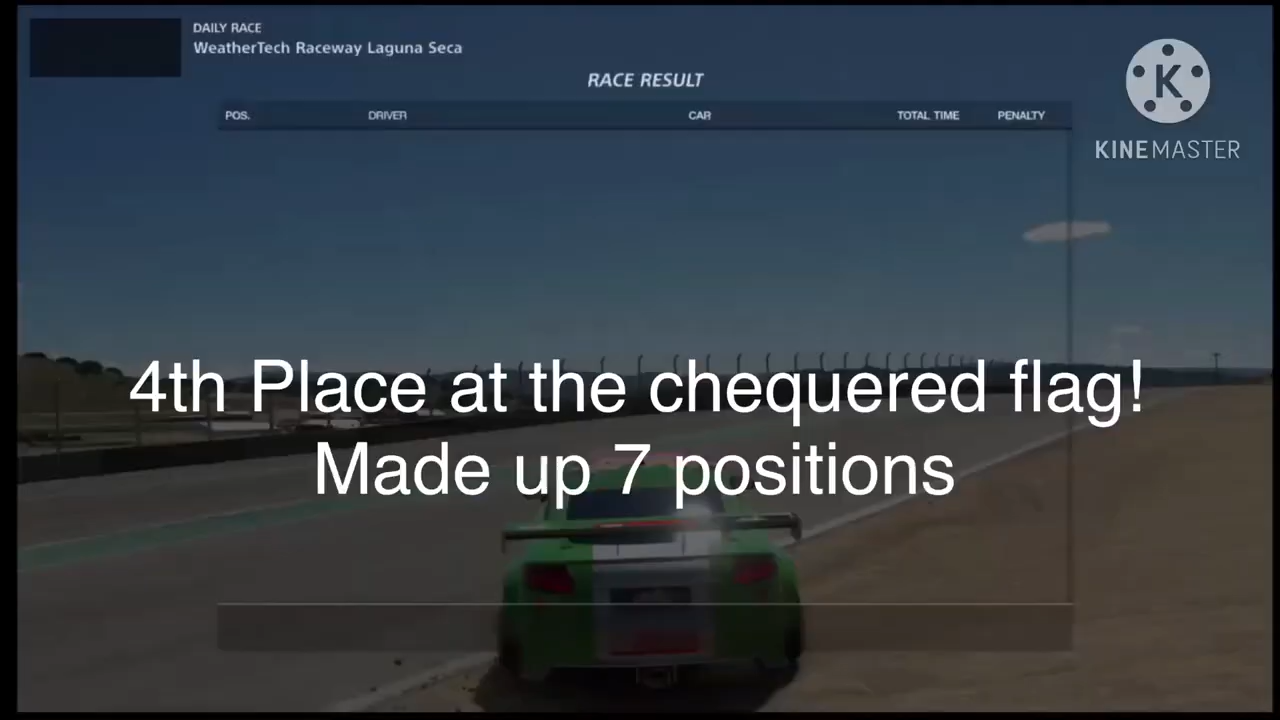 DAILY RACE
WeatherTech Raceway Laguna Seca
RACE RESULT
POS. DRIVER CAR TOTAL TIME PENALTY
K
KINEMASTER
4th Place at the chequered flag!
Made up 7 positions